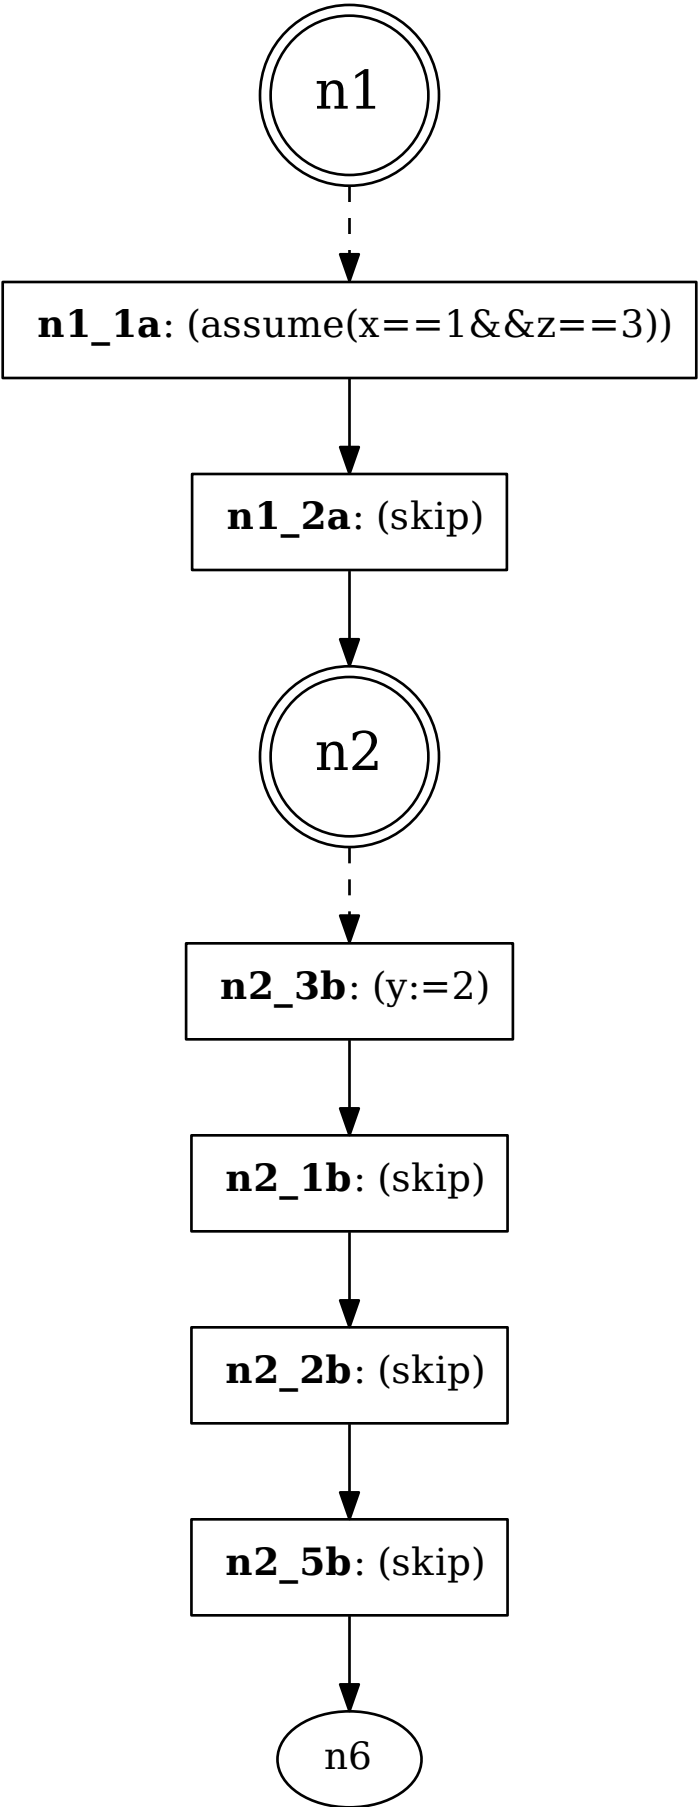 n1
n1_1a: (assume(x==1&&z==3))
n1_2a: (skip)
n2
n2_3b: (y:=2)
n2_1b: (skip)
n2_2b: (skip)
n2_5b: (skip)
n6